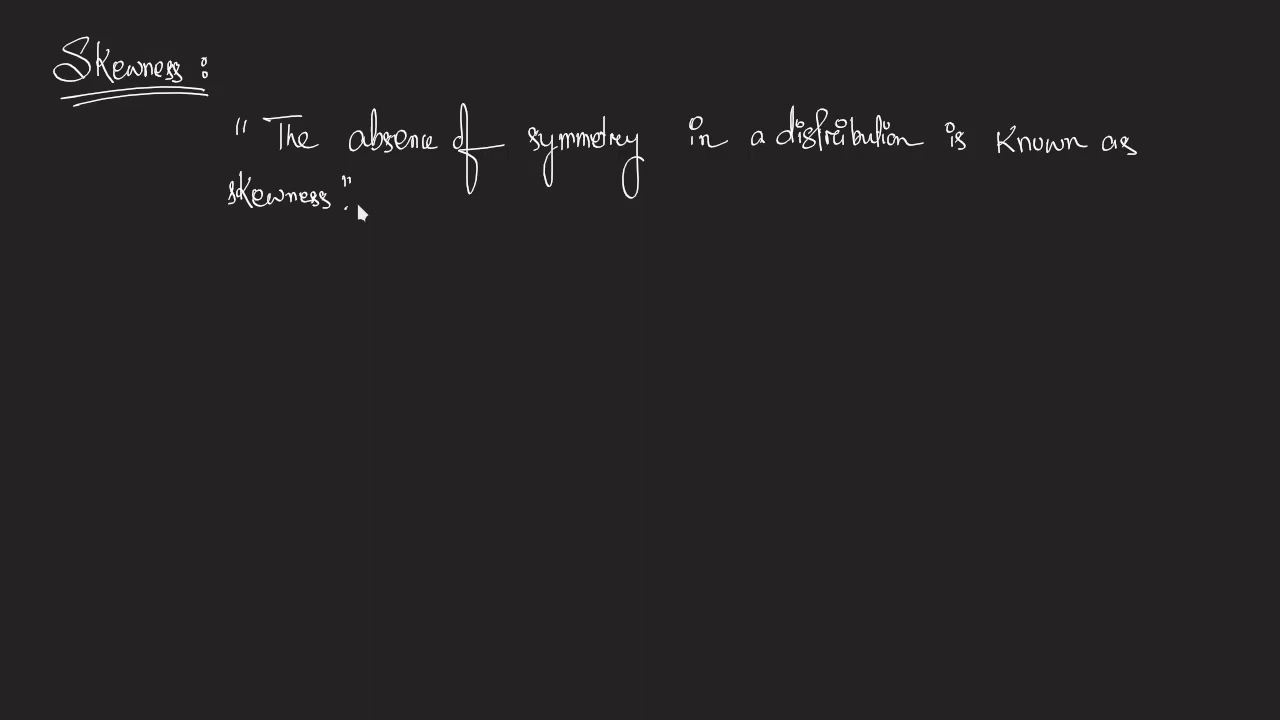 Skewness :
" The absence of symmetry in a distribution is known as
skewness ".